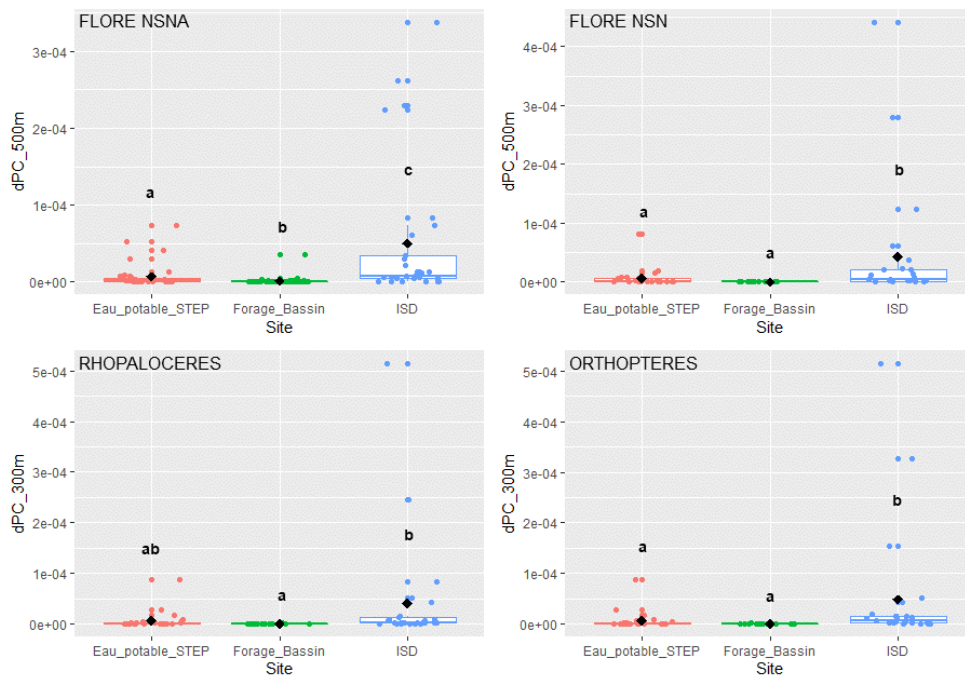 FLORE NSNA
dPC_500m
3e-04
2e-04
1e-04
0e+00
a
b
c
Eau_potable_STEP
Forage_Bassin
ISD
Site
FLORE NSN
dPC_500m
4e-04
3e-04
2e-04
1e-04
0e+00
a
a
b
Eau_potable_STEP
Forage_Bassin
ISD
Site
RHOPALOCERES
dPC_300m
5e-04
4e-04
3e-04
2e-04
1e-04
0e+00
ab
a
b
Eau_potable_STEP
Forage_Bassin
ISD
Site
ORTHOPTERES
dPC_300m
5e-04
4e-04
3e-04
2e-04
1e-04
0e+00
a
a
b
Eau_potable_STEP
Forage_Bassin
ISD
Site